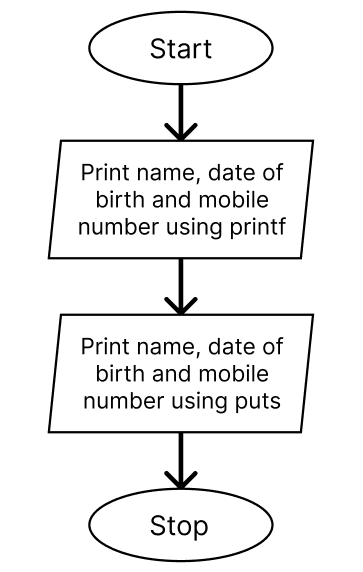 Start
Print name, date of
birth and mobile
number using printf
Print name, date of
birth and mobile
number using puts
Stop